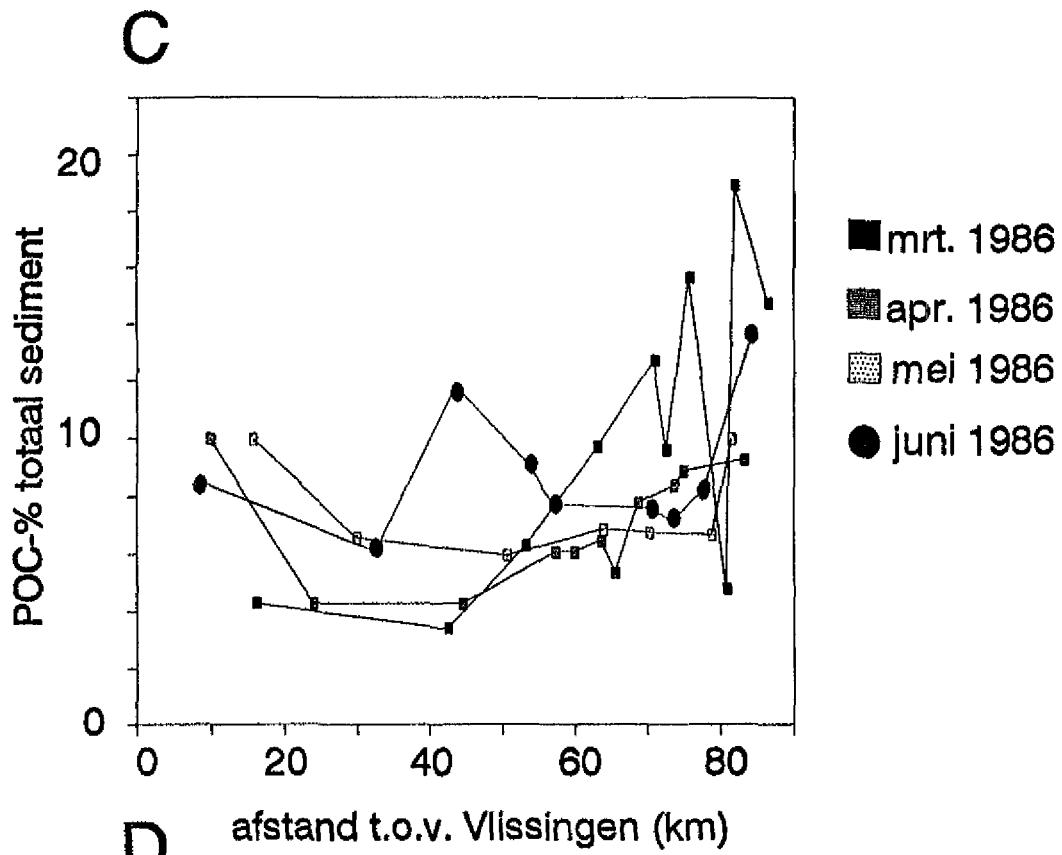 C
20
10
0
POC-% totaal sediment
0 20 40 60 80
afstand t.o.v. Vlissingen (km)
mrt. 1986
apr. 1986
mei 1986
juni 1986
D